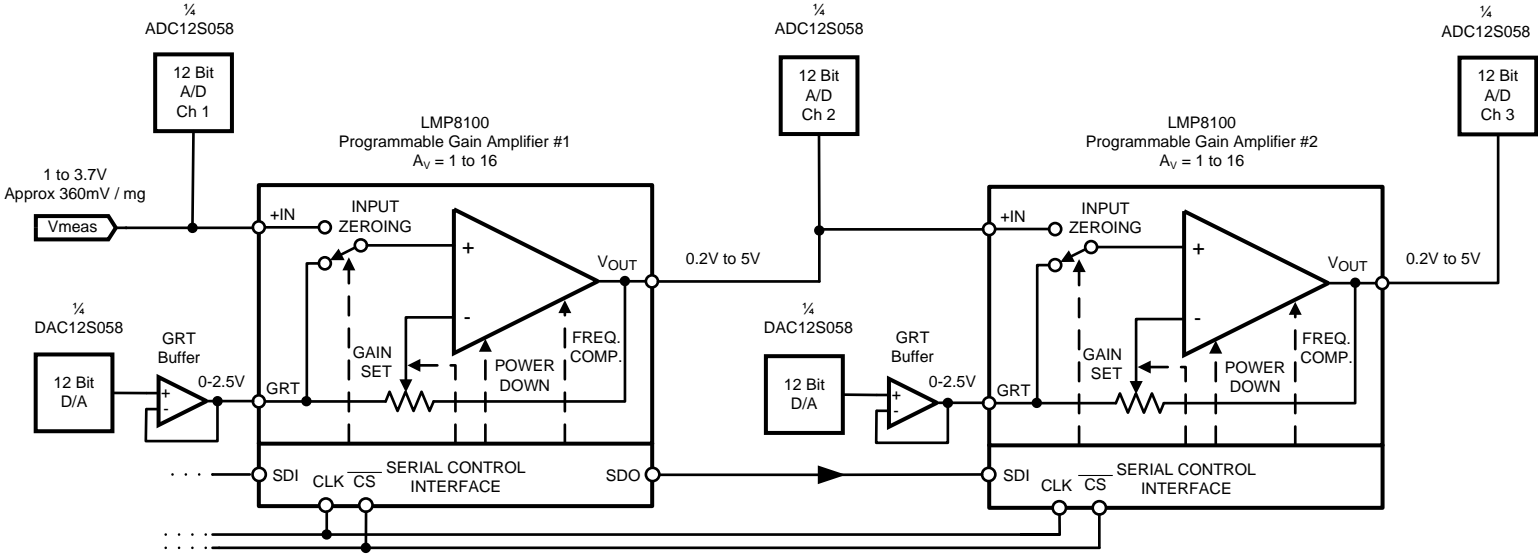 ¼
ADC12S058
12 Bit
A/D
Ch 1
LMP8100
Programmable Gain Amplifier #1
AV = 1 to 16
1 to 3.7V
Approx 360mV / mg
Vmeas
+IN
INPUT
ZEROING
+
-
VOUT
0.2V to 5V
¼
DAC12S058
12 Bit
D/A
GRT
Buffer
+
-
0-2.5V
GRT
GAIN
SET
POWER
DOWN
FREQ.
COMP.
SDI
CLK
CS
SERIAL CONTROL
INTERFACE
SDO
¼
ADC12S058
12 Bit
A/D
Ch 2
LMP8100
Programmable Gain Amplifier #2
AV = 1 to 16
+IN
INPUT
ZEROING
+
-
VOUT
0.2V to 5V
¼
DAC12S058
12 Bit
D/A
GRT
Buffer
+
-
0-2.5V
GRT
GAIN
SET
POWER
DOWN
FREQ.
COMP.
SDI
CLK
CS
SERIAL CONTROL
INTERFACE
¼
ADC12S058
12 Bit
A/D
Ch 3